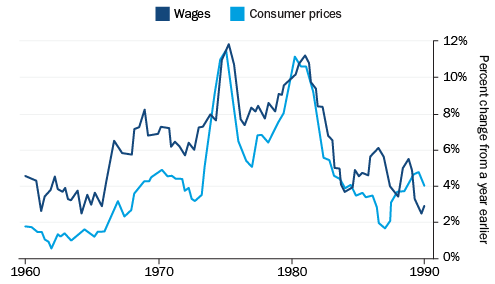 Wages Consumer prices
12%
10%
8%
6%
4%
2%
0%
Percent change from a year earlier
1960 1970 1980 1990